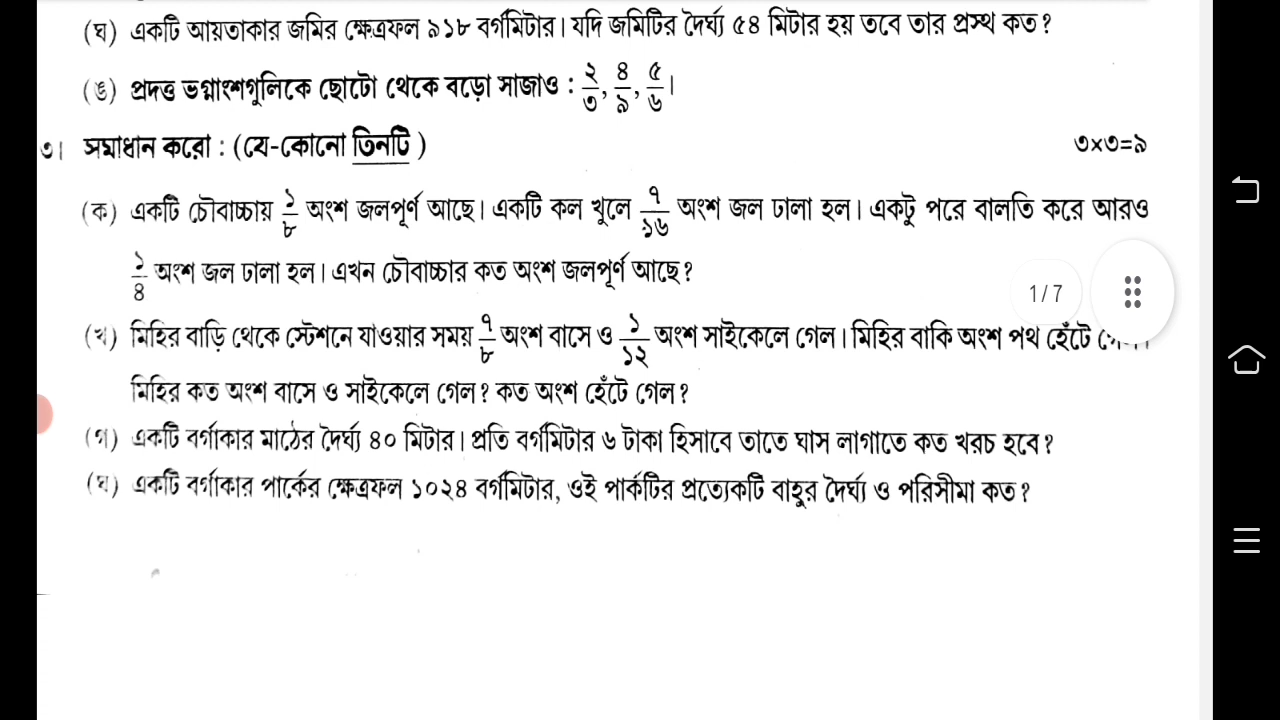 (ঘ) একটি আয়তাকার জমির ক্ষেত্রফল ৯১৮ বর্গমিটার। যদি জমিটির দৈর্ঘ্য ৫৪ মিটার হয় তবে তার প্রস্থ কত?
(ঙ) প্রদত্ত ভগ্নাংশগুলিকে ছোটো থেকে বড়ো সাজাও : ২/৩, ৪/৯, ৫/৬।
৩। সমাধান করো : (যে-কোনো তিনটি) ৩×৩=৯
(ক) একটি চৌবাচ্চায় ১/৮ অংশ জলপূর্ণ আছে। একটি কল খুলে ৭/১৬ অংশ জল ঢালা হল। একটু পরে বালতি করে আরও
১/৪ অংশ জল ঢালা হল। এখন চৌবাচ্চার কত অংশ জলপূর্ণ আছে?
1/7
(খ) মিহির বাড়ি থেকে স্টেশনে যাওয়ার সময় ৭/৮ অংশ বাসে ও ১/১২ অংশ সাইকেলে গেল। মিহির বাকি অংশ পথ হেঁটে
মিহির কত অংশ বাসে ও সাইকেলে গেল? কত অংশ হেঁটে গেল?
(গ) একটি বর্গাকার মাঠের দৈর্ঘ্য ৪০ মিটার। প্রতি বর্গমিটার ৬ টাকা হিসাবে তাতে ঘাস লাগাতে কত খরচ হবে?
(ঘ) একটি বর্গাকার পার্কের ক্ষেত্রফল ১০২৪ বর্গমিটার, ওই পার্কটির প্রত্যেকটি বাহুর দৈর্ঘ্য ও পরিসীমা কত?